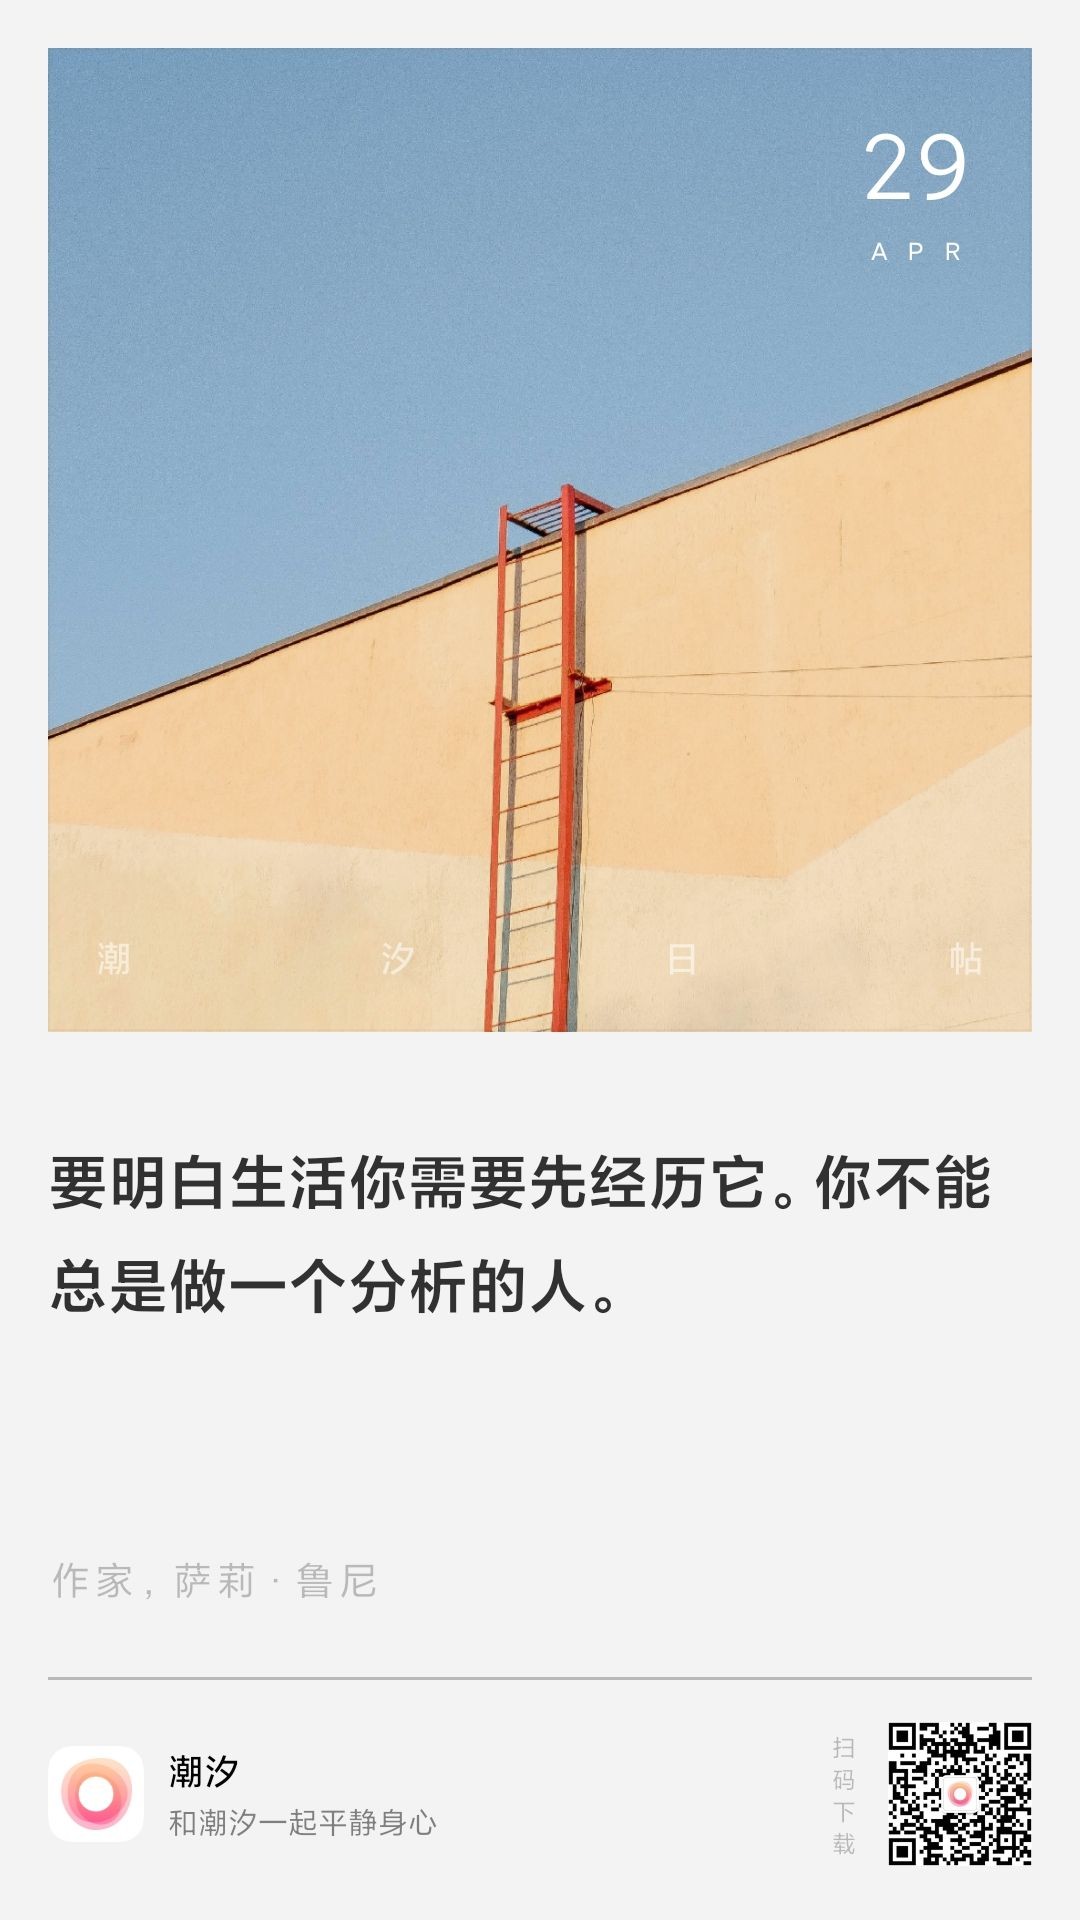 29
APR
潮汐日帖
要明白生活你需要先经历它。你不能
总是做一个分析的人。
作家，萨莉·鲁尼
潮汐
和潮汐一起平静身心
扫码下载